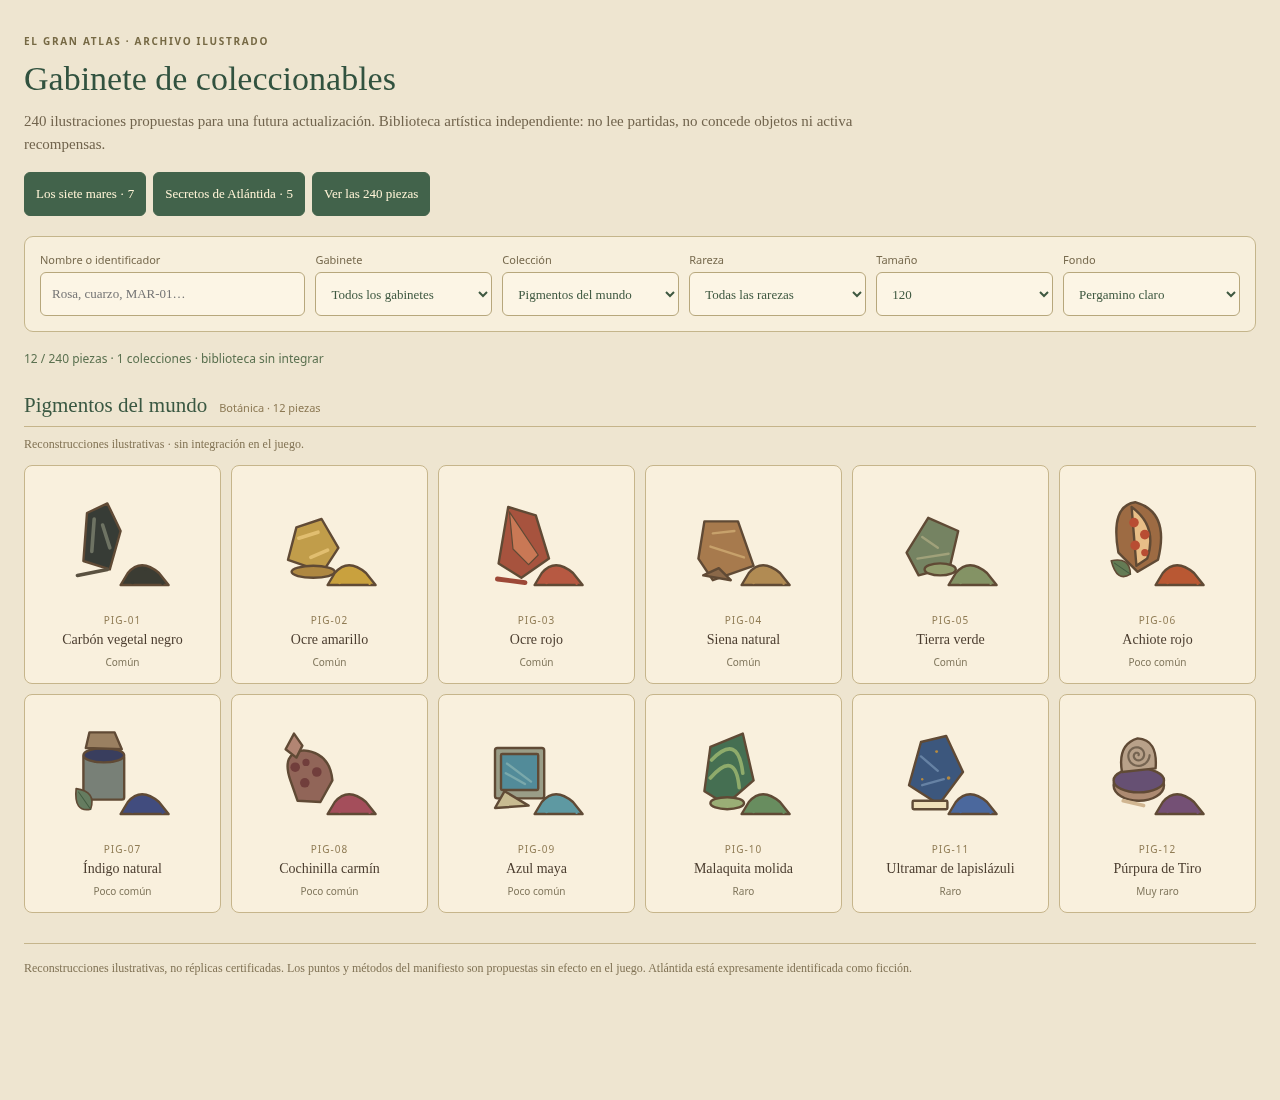 EL GRAN ATLAS · ARCHIVO ILUSTRADO
Gabinete de coleccionables
240 ilustraciones propuestas para una futura actualización. Biblioteca artística independiente: no lee partidas, no concede objetos ni activa
recompensas.
Los siete mares · 7
Secretos de Atlántida · 5
Ver las 240 piezas
Nombre o identificador
Gabinete
Colección
Rareza
Tamaño
Fondo
Rosa, cuarzo, MAR-01…
Todos los gabinetes
Pigmentos del mundo
Todas las rarezas
120
Pergamino claro
12 / 240 piezas · 1 colecciones · biblioteca sin integrar
Pigmentos del mundo
Botánica · 12 piezas
Reconstrucciones ilustrativas · sin integración en el juego.
PIG-01
Carbón vegetal negro
Común
PIG-02
Ocre amarillo
Común
PIG-03
Ocre rojo
Común
PIG-04
Siena natural
Común
PIG-05
Tierra verde
Común
PIG-06
Achiote rojo
Poco común
PIG-07
Índigo natural
Poco común
PIG-08
Cochinilla carmín
Poco común
PIG-09
Azul maya
Poco común
PIG-10
Malaquita molida
Raro
PIG-11
Ultramar de lapislázuli
Raro
PIG-12
Púrpura de Tiro
Muy raro
Reconstrucciones ilustrativas, no réplicas certificadas. Los puntos y métodos del manifiesto son propuestas sin efecto en el juego. Atlántida está expresamente identificada como ficción.